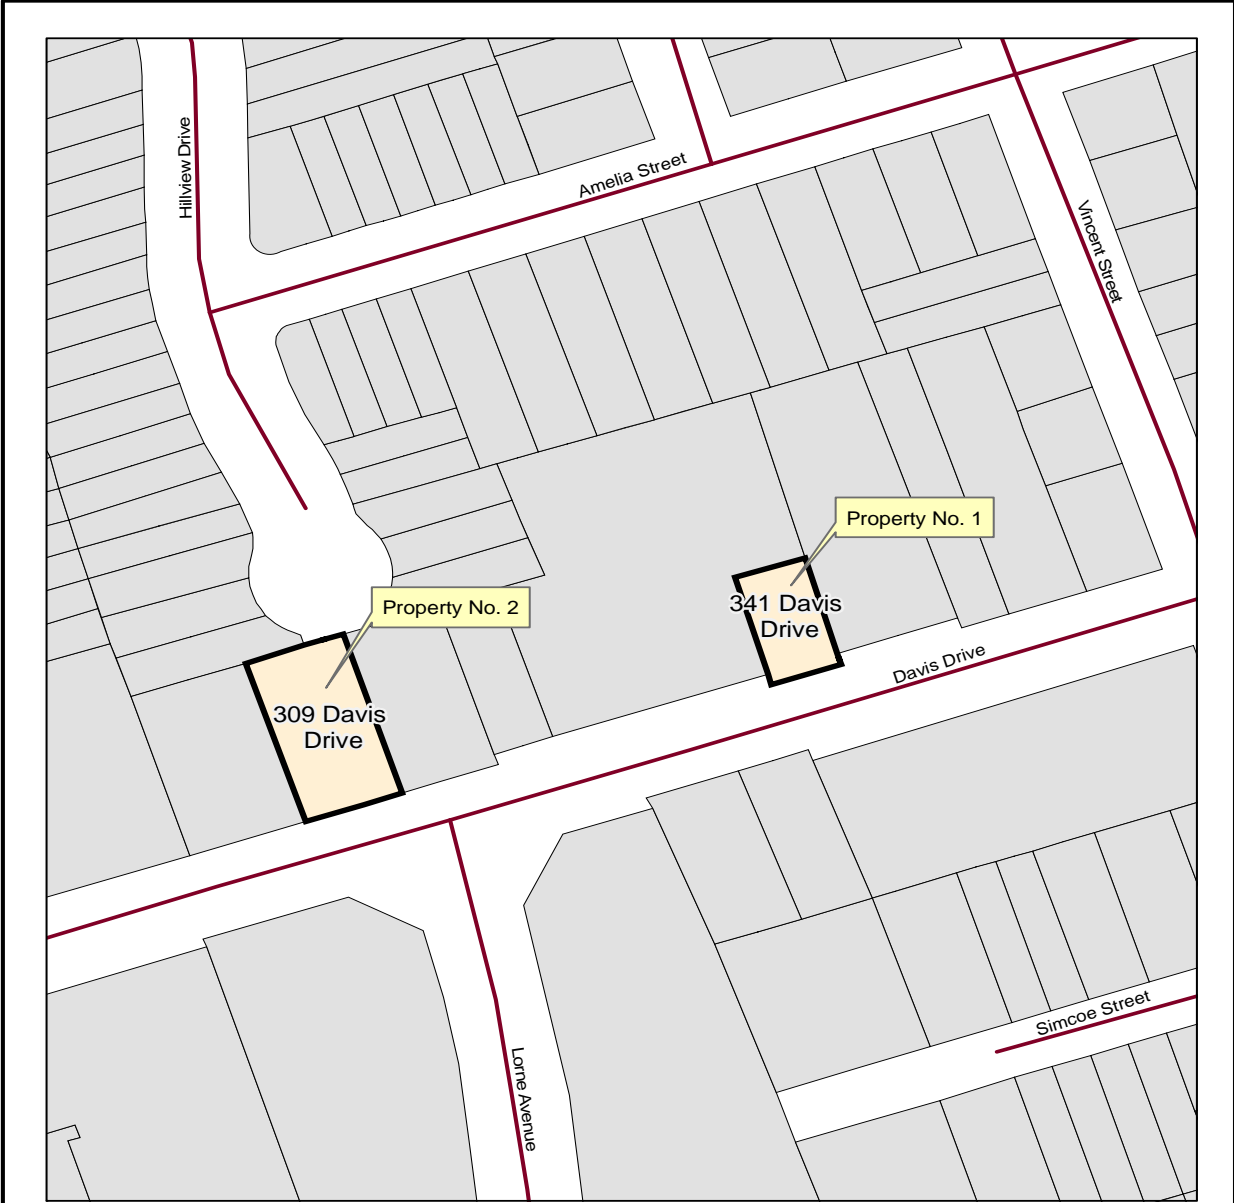 Hillview Drive
Amelia Street
Vincent Street
Property No. 1
341 Davis
Drive
Property No. 2
309 Davis
Drive
Davis Drive
Simcoe Street
Lorne Avenue